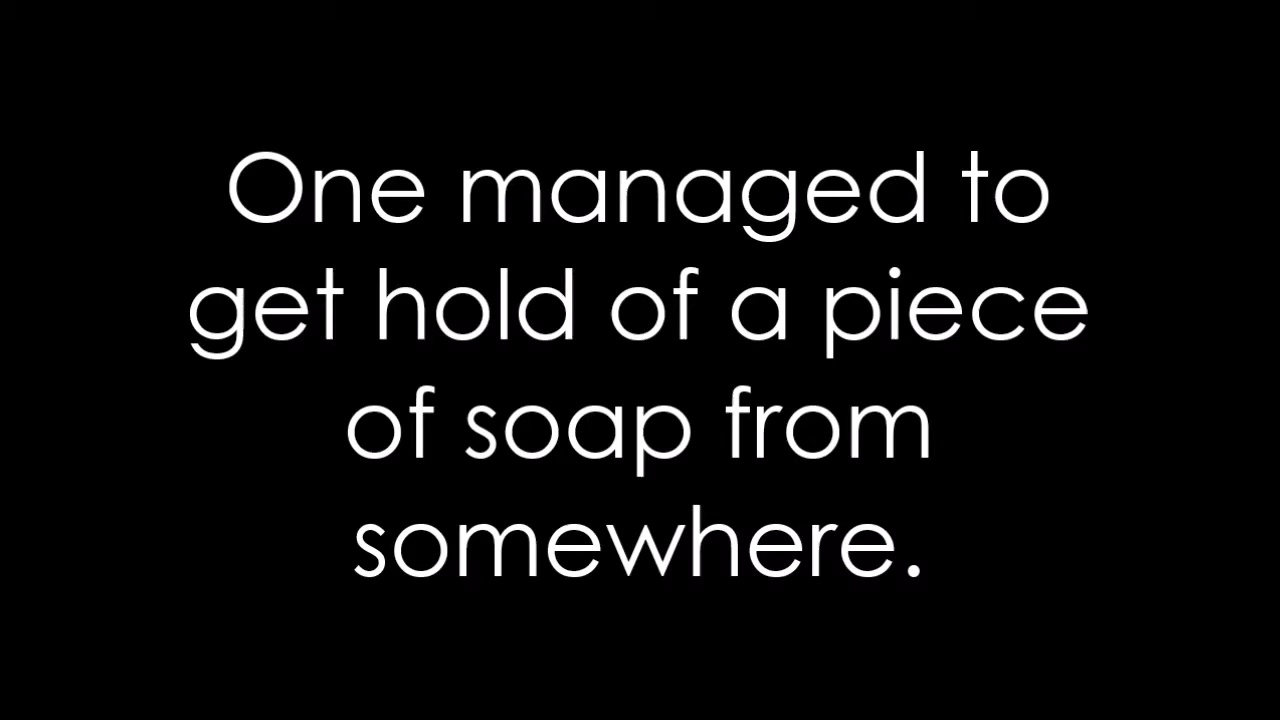 One managed to
get hold of a piece
of soap from
somewhere.